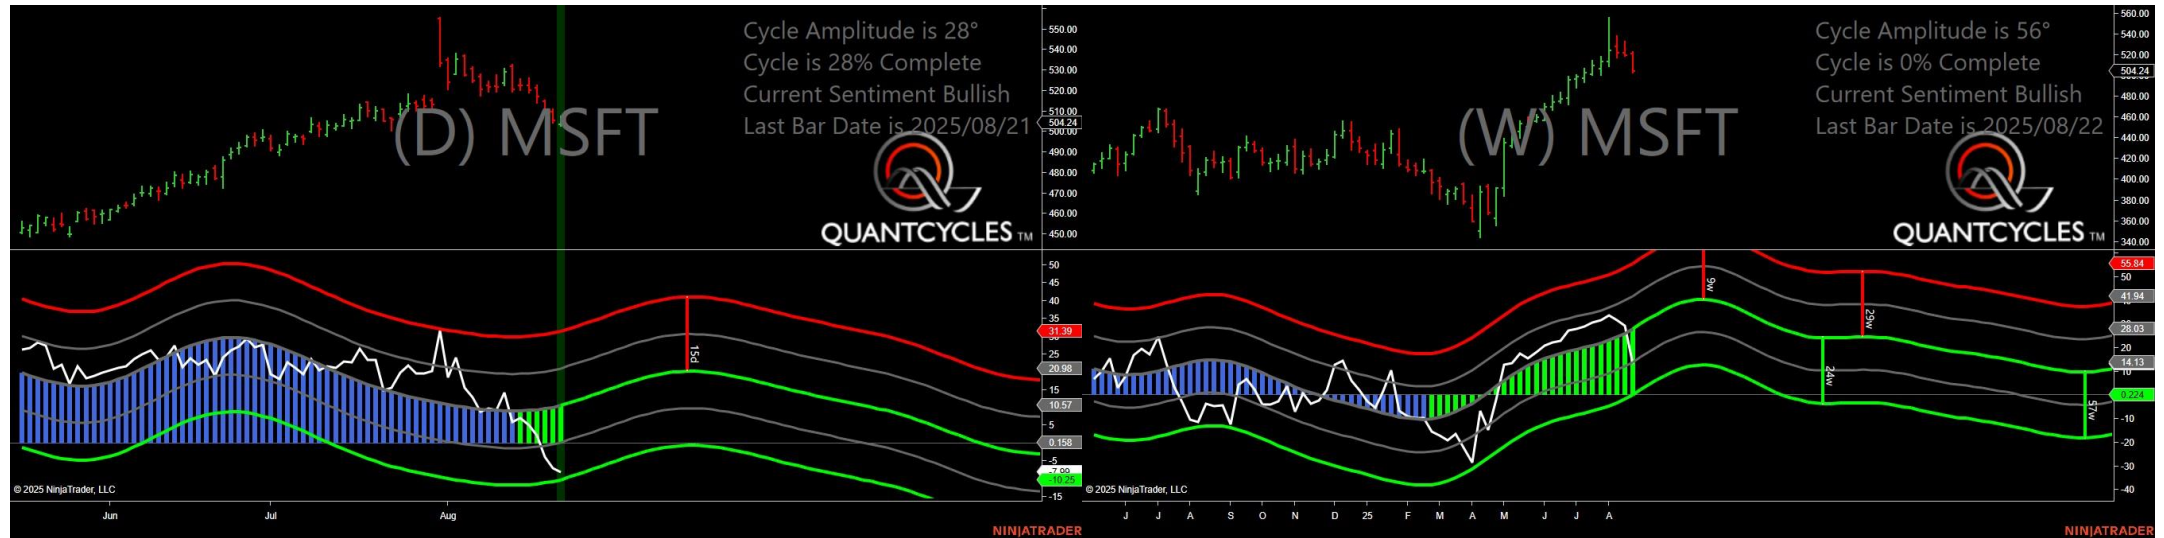 Cycle Amplitude is 28°
Cycle is 28% Complete
Current Sentiment Bullish
Last Bar Date is 2025/08/21
(D) MSFT
QUANTCYCLES TM
550.00
540.00
530.00
520.00
510.00
504.24
500.00
490.00
480.00
470.00
460.00
450.00
50
45
40
35
31.39
25
20.98
15
10.57
5
0.158
-5
-7.99
-10.25
-15
15d
© 2025 NinjaTrader, LLC
Jun Jul Aug
NINJATRADER
Cycle Amplitude is 56°
Cycle is 0% Complete
Current Sentiment Bullish
Last Bar Date is 2025/08/22
(W) MSFT
QUANTCYCLES TM
560.00
540.00
520.00
504.24
480.00
460.00
440.00
420.00
400.00
380.00
360.00
340.00
55.84
50
41.94
28.03
20
14.13
10
0.224
-10
-20
-30
-40
9w
29w
24w
57w
© 2025 NinjaTrader, LLC
J J A S O N D 25 F M A M J J A
NINJATRADER